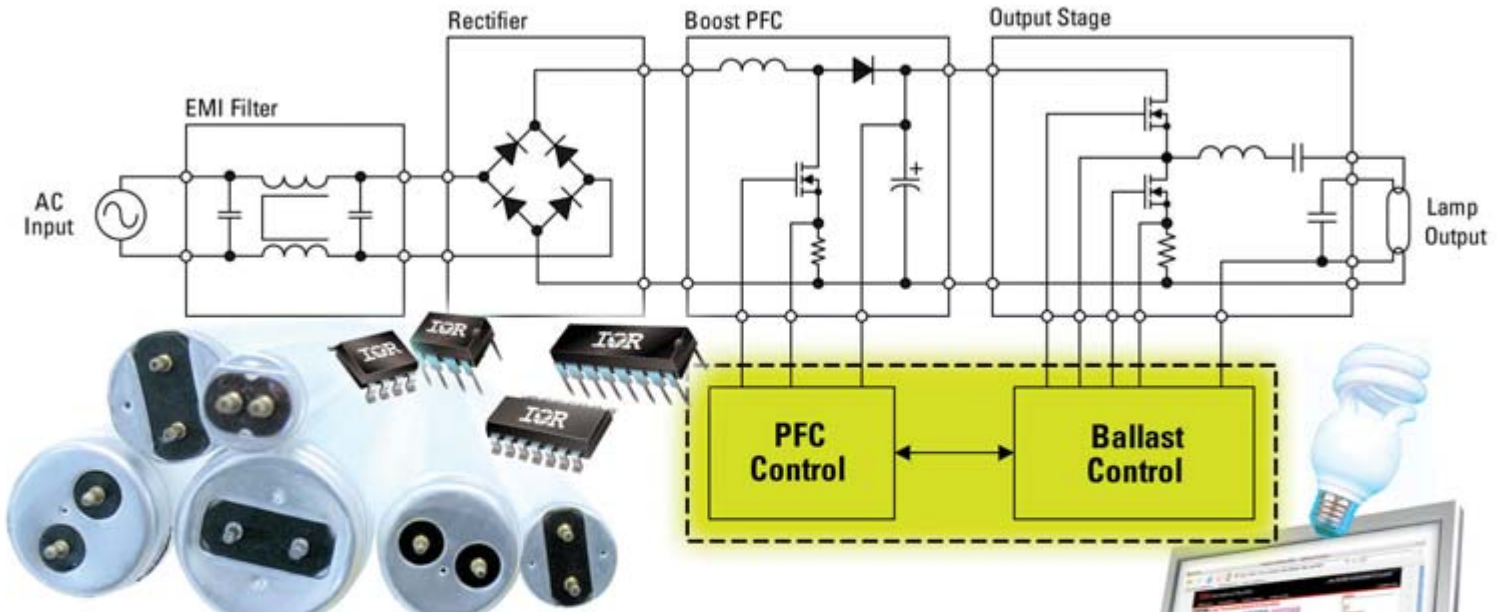 Rectifier
Boost PFC
Output Stage
EMI Filter
AC
Input
+
Lamp
Output
IOR
IOR
IOR
IOR
PFC
Control
Ballast
Control